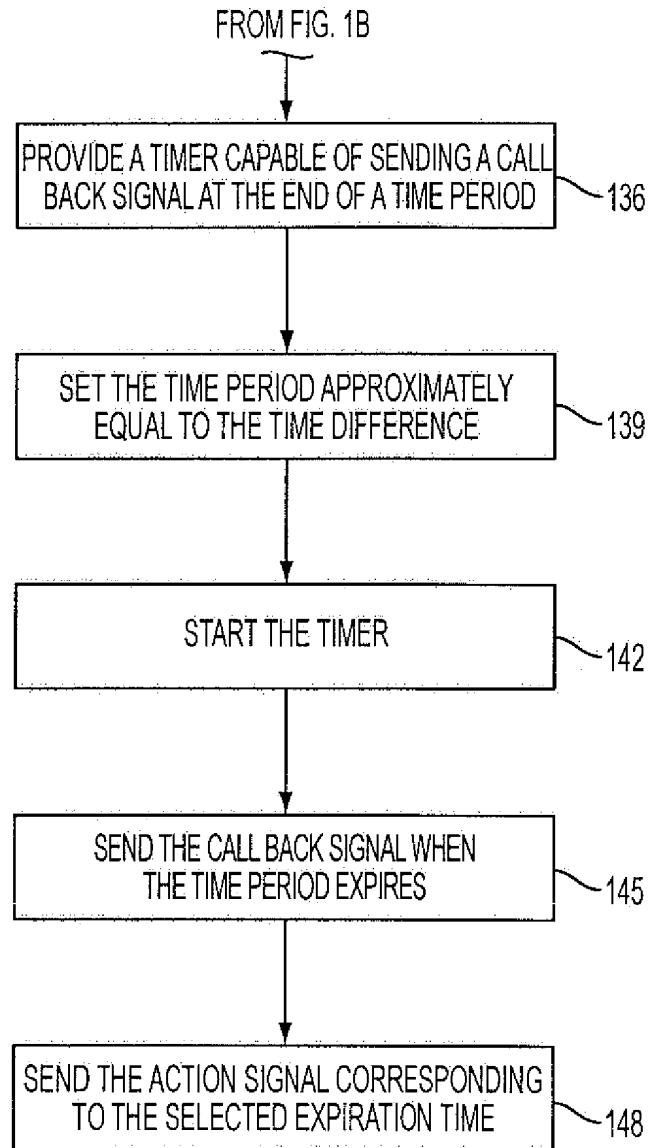 FROM FIG. 1B
PROVIDE A TIMER CAPABLE OF SENDING A CALL
BACK SIGNAL AT THE END OF A TIME PERIOD
136
SET THE TIME PERIOD APPROXIMATELY
EQUAL TO THE TIME DIFFERENCE
139
START THE TIMER
142
SEND THE CALL BACK SIGNAL WHEN
THE TIME PERIOD EXPIRES
145
SEND THE ACTION SIGNAL CORRESPONDING
TO THE SELECTED EXPIRATION TIME
148